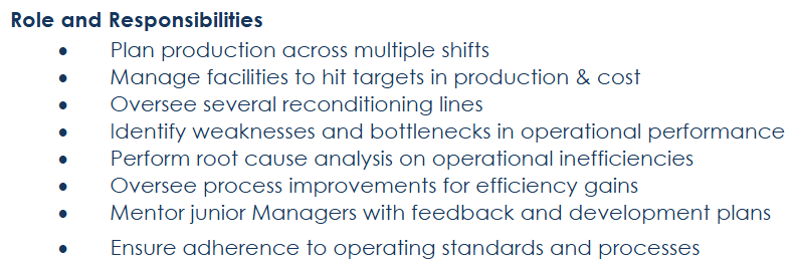 Role and Responsibilities
• Plan production across multiple shifts
• Manage facilities to hit targets in production & cost
• Oversee several reconditioning lines
• Identify weaknesses and bottlenecks in operational performance
• Perform root cause analysis on operational inefficiencies
• Oversee process improvements for efficiency gains
• Mentor junior Managers with feedback and development plans
• Ensure adherence to operating standards and processes